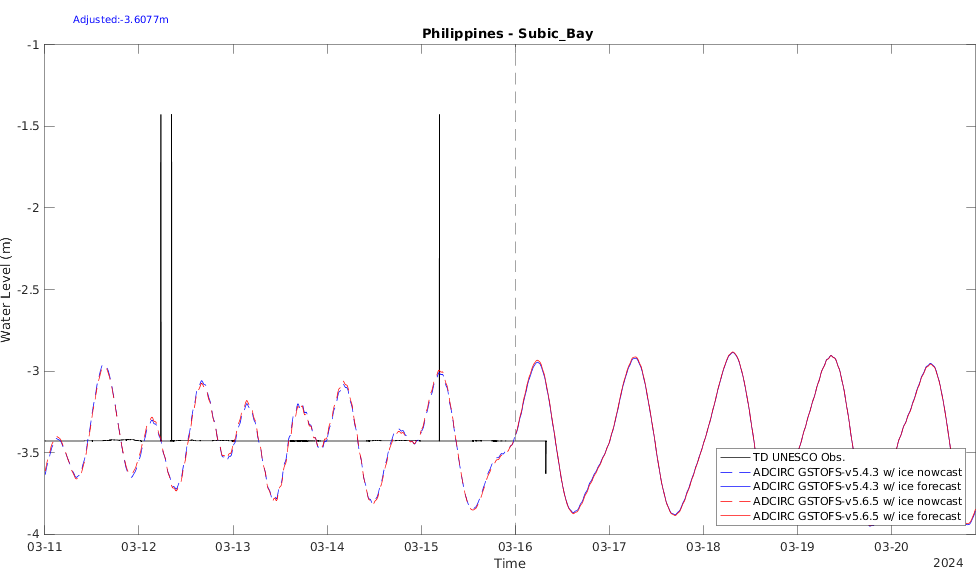 Adjusted:-3.6077m
Philippines - Subic_Bay
-1
-1.5
-2
-2.5
-3
-3.5
-4
Water Level (m)
03-11 03-12 03-13 03-14 03-15 03-16 03-17 03-18 03-19 03-20
Time
2024
TD UNESCO Obs.
ADCIRC GSTOFS-v5.4.3 w/ ice nowcast
ADCIRC GSTOFS-v5.4.3 w/ ice forecast
ADCIRC GSTOFS-v5.6.5 w/ ice nowcast
ADCIRC GSTOFS-v5.6.5 w/ ice forecast